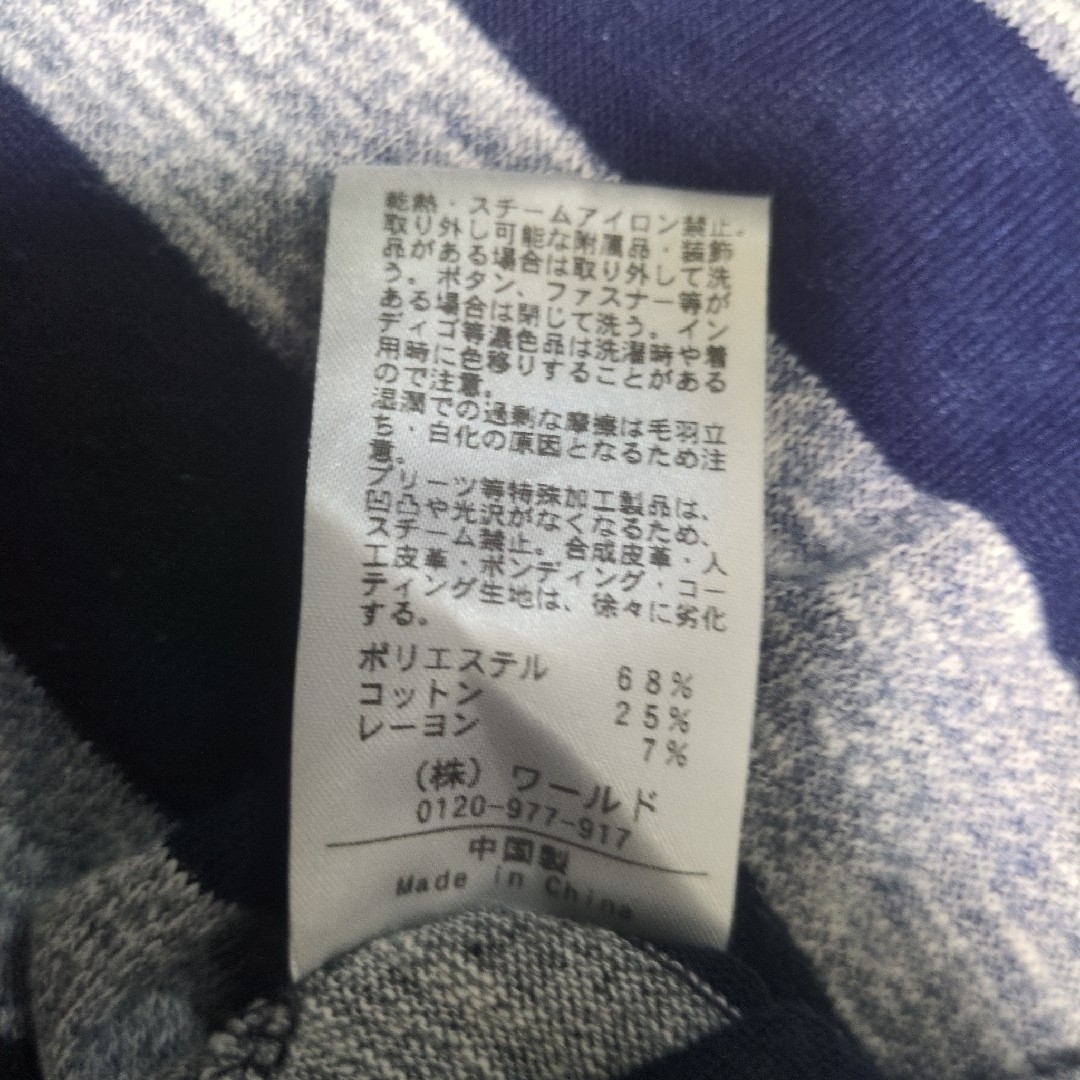 乾熱・スチームアイロン禁止。
取り外し可能な附属品・装飾
品がある場合は取り外して洗
う。ボタン、ファスナー等が
ある場合は閉じて洗う。イン
ディゴ等濃色品は洗濯時や着
用時に色移りすることがある
ので注意。
湿潤での過剰な摩擦は毛羽立
ち・白化の原因となるため注
意。
プリーツ等特殊加工製品は、
凹凸や光沢がなくなるため、
スチーム禁止。合成皮革・人
工皮革・ボンディング・コー
ティング生地は、徐々に劣化
する。
ポリエステル 68%
コットン 25%
レーヨン 7%
(株) ワールド
0120-977-917
中国製
Made in China